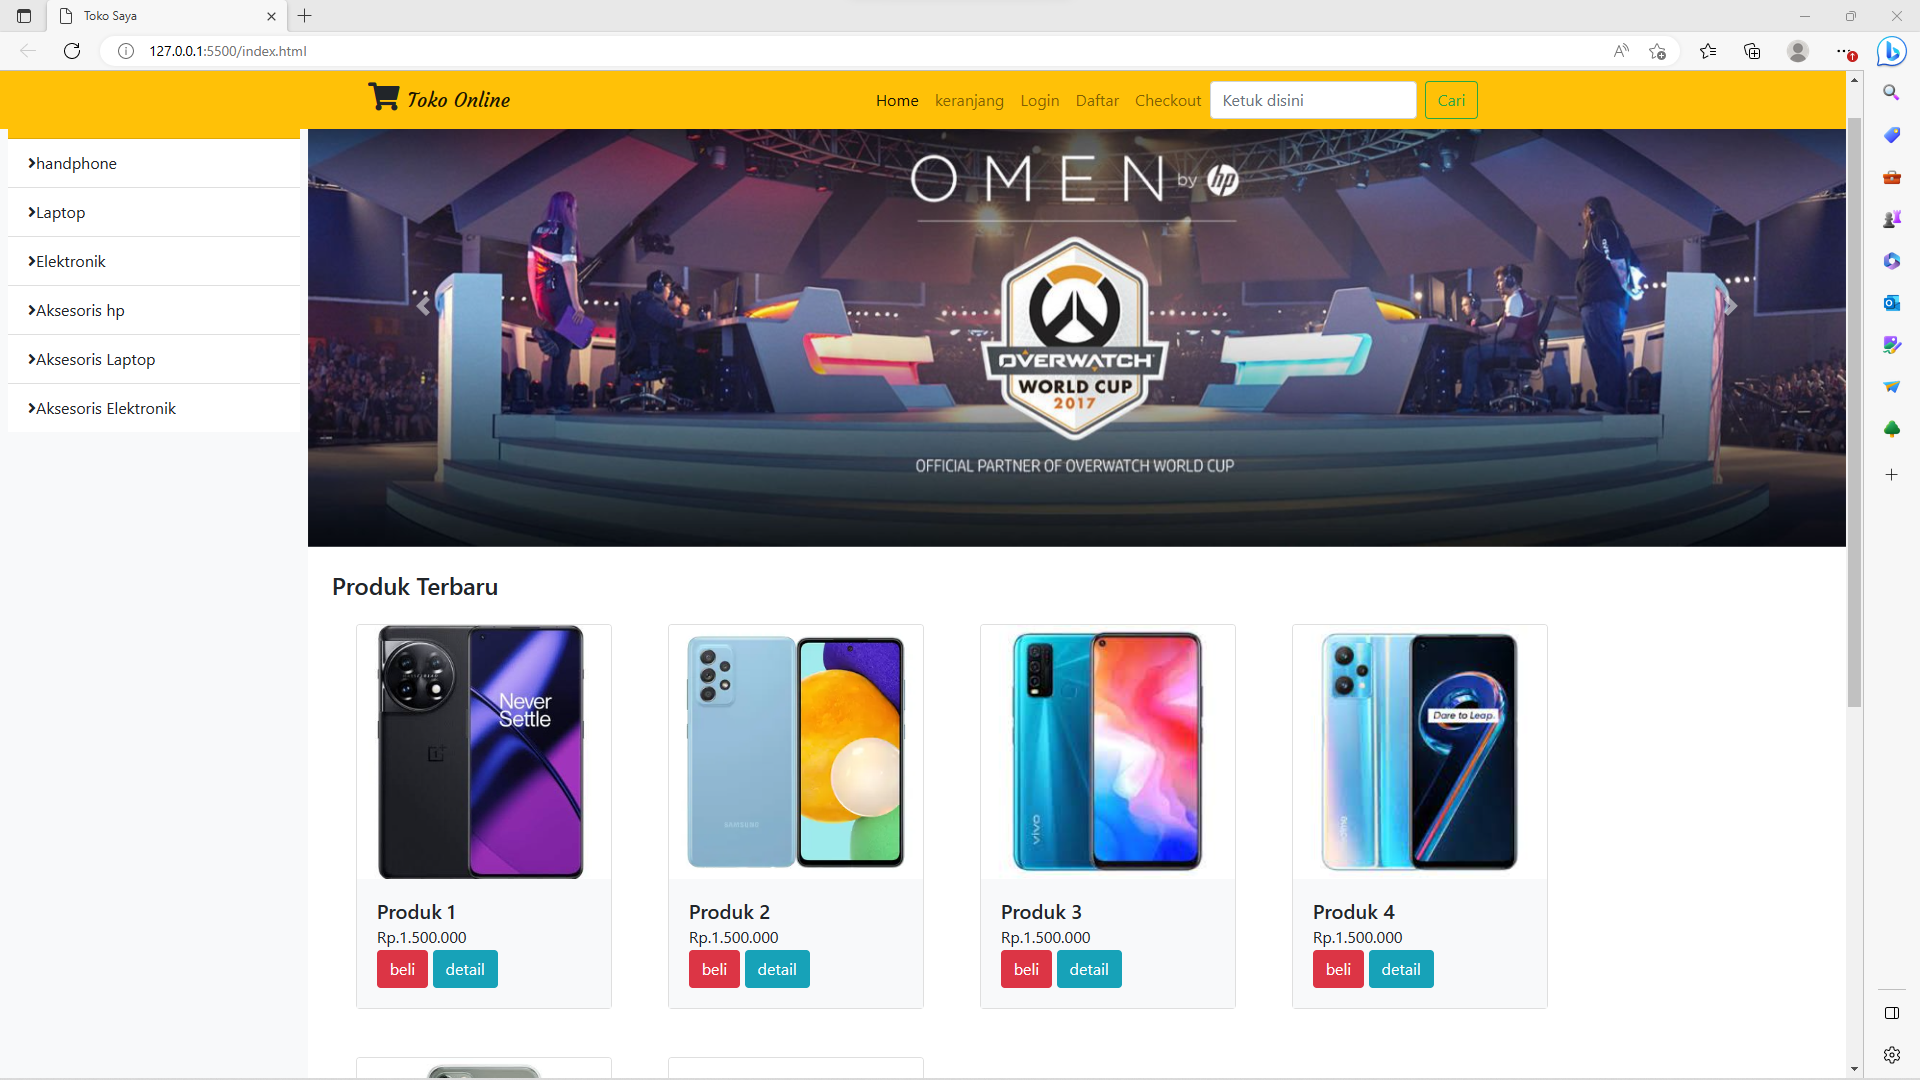 Toko Saya
127.0.0.1:5500/index.html
Toko Online
Home keranjang Login Daftar Checkout Ketuk disini Cari
handphone
Laptop
Elektronik
Aksesoris hp
Aksesoris Laptop
Aksesoris Elektronik
OMEN by hp
OVERWATCH
WORLD CUP
2017
OFFICIAL PARTNER OF OVERWATCH WORLD CUP
Produk Terbaru
Never
Settle
SAMSUNG
vivo
Dare to Leap.
Produk 1
Rp.1.500.000
beli detail
Produk 2
Rp.1.500.000
beli detail
Produk 3
Rp.1.500.000
beli detail
Produk 4
Rp.1.500.000
beli detail